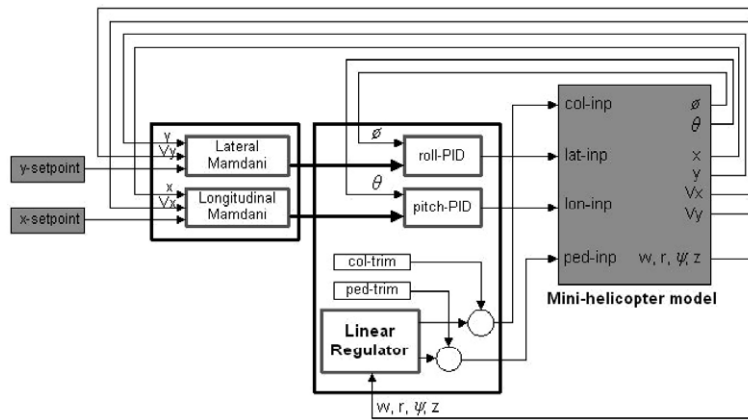 y-setpoint
x-setpoint
y
Vy
x
Vx
Lateral
Mamdani
Longitudinal
Mamdani
ø
θ
roll-PID
pitch-PID
col-trim
ped-trim
Linear
Regulator
w, r, ψ, z
col-inp
lat-inp
lon-inp
ped-inp
ø
θ
x
y
Vx
Vy
w, r, ψ, z
Mini-helicopter model